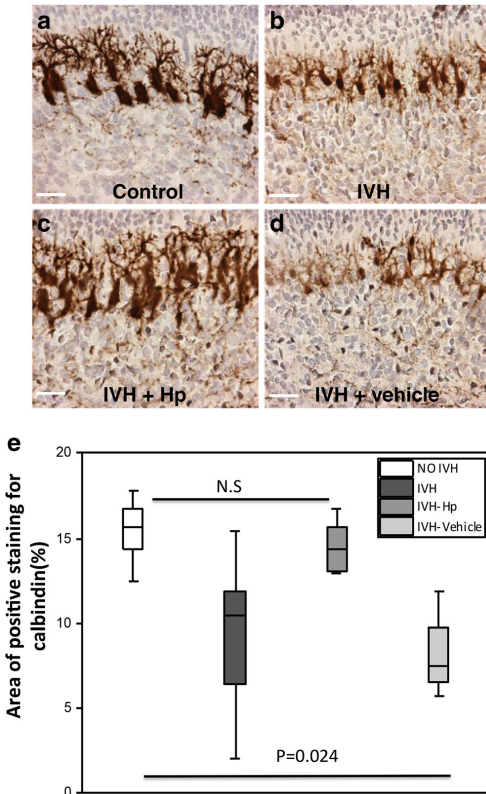 a
Control
b
IVH
c
IVH + Hp
d
IVH + vehicle
e
Area of positive staining for
calbindin(%)
20
15
10
5
0
N.S
NO IVH
IVH
IVH-Hp
IVH-Vehicle
P=0.024